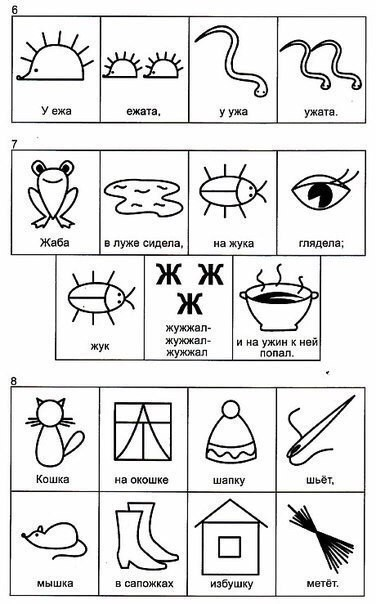 6
У ежа
ежата,
у ужа
ужата.
7
Жаба
в луже сидела,
на жука
глядела;
жук
Ж Ж
Ж
жужжал-
жужжал-
жужжал
и на ужин к ней
попал.
8
Кошка
на окошке
шапку
шьёт,
мышка
в сапожках
избушку
метёт.